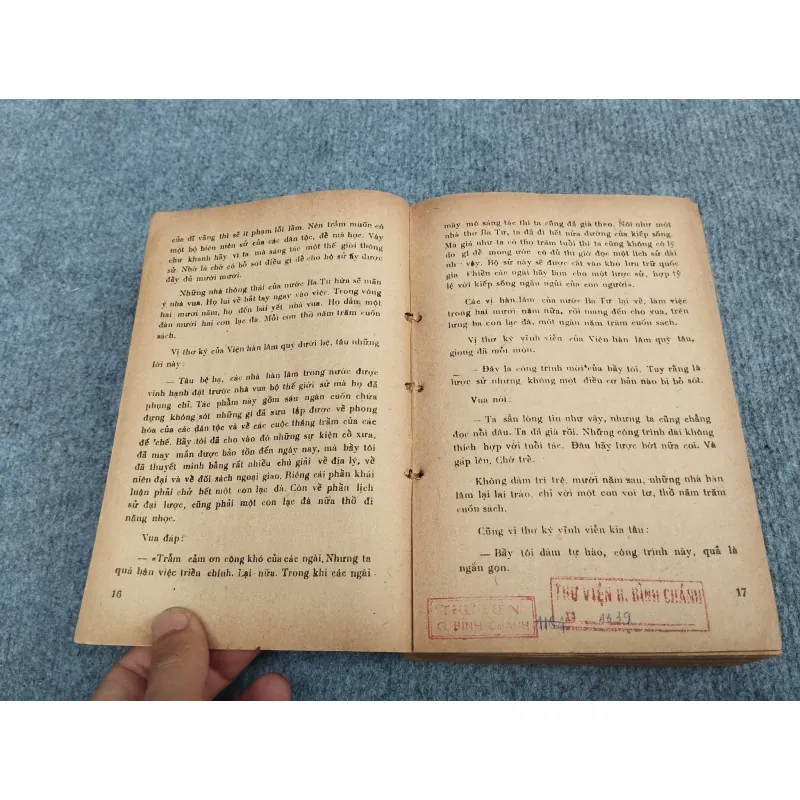 của dĩ vãng thì sẽ ít phạm lỗi lầm. Nên trẫm muốn có
một bộ biên niên sử của các dân tộc, để mà học. Vậy
chư khanh hãy vì ta mà sáng tác một thế giới thông
sử. Nhớ là chớ có bỏ sót điều gì để cho bộ sử ấy được
đầy đủ mười mươi.
Những nhà thông thái của nước Ba Tư hứa sẽ mãn
ý nhà vua. Họ lui về bắt tay ngay vào việc. Trong vòng
hai mươi năm, họ đến bái yết nhà vua. Họ dẫn một
đàn mười hai con lạc đà. Mỗi con thồ năm trăm cuốn
sách.
Vị thơ ký của Viện hàn lâm quỳ dưới bệ, tâu những
lời này :
— Tâu bệ hạ, các nhà hàn lâm trong nước được
vinh hạnh đặt trước nhà vua bộ thế giới sử mà họ đã
phụng chỉ. Tác phẩm này gồm sáu ngàn cuốn chứa
đựng không sót những gì đã sưu tập được về phong
hóa của các dân tộc và về các cuộc thăng trầm của các
đế chế. Bầy tôi đã cho vào đó những sự kiện cổ xưa,
đã may mắn được bảo tồn đến ngày nay, mà bầy tôi
đã thuyết minh bằng rất nhiều chú giải về địa lý, về
niên đại và về đối sách ngoại giao. Riêng cái phần khái
luận phải chở hết một con lạc đà. Còn về phần lịch
sử đại lược, cũng phải một con lạc đà nữa thồ đi
nặng nhọc.
Vua đáp:
— «Trẫm cảm ơn cộng khó của các ngài. Nhưng ta
quá bận việc triều chính. Lại nữa. Trong khi các ngài
16
mày mò sáng tác thì ta cũng đã già theo. Nói như một
nhà thơ Ba Tư, ta đã đi hết nửa đường của kiếp sống.
Mà giá như ta có thọ trăm tuổi thì ta cũng không có lý
do gì để mong ước có đủ thì giờ đọc một lịch sử dài
như vậy. Bộ sử này sẽ được cất vào kho lưu trữ quốc
gia. Phiền các ngài hãy làm cho một lược sử, hợp tỷ
lệ với kiếp sống ngắn ngủi của con người».
Các vị hàn lâm của nước Ba Tư lại về, làm việc
trong hai mươi năm nữa, rồi mang đến cho vua, trên
lưng ba con lạc đà, một ngàn năm trăm cuốn sách.
Vị thơ ký vĩnh viễn của Viện hàn lâm quỳ tâu,
giọng đã mỏi mòn.
— Đây là công trình mới của bầy tôi. Tuy rằng là
lược sử nhưng không một điều cơ bản nào bị bỏ sót.
Vua nói :
— Ta sẵn lòng tin như vậy, nhưng ta cũng chẳng
đọc nổi đâu. Ta đã già rồi. Những công trình dài không
thích hợp với tuổi tác. Đâu hãy lược bớt nữa coi. Và
gấp lên. Chớ trễ.
Không dám trì trệ, mười năm sau, những nhà hàn
lâm lại lai trào, chỉ với một con voi tơ, thồ năm trăm
cuốn sách.
Cũng vị thơ ký vĩnh viễn kia tâu :
— Bầy tôi dám tự hào, công trình này, quả là
ngắn gọn.
17
THƯ VIỆN H. BÌNH CHÁNH
THƯ VIỆN
BÌNH CHÁNH